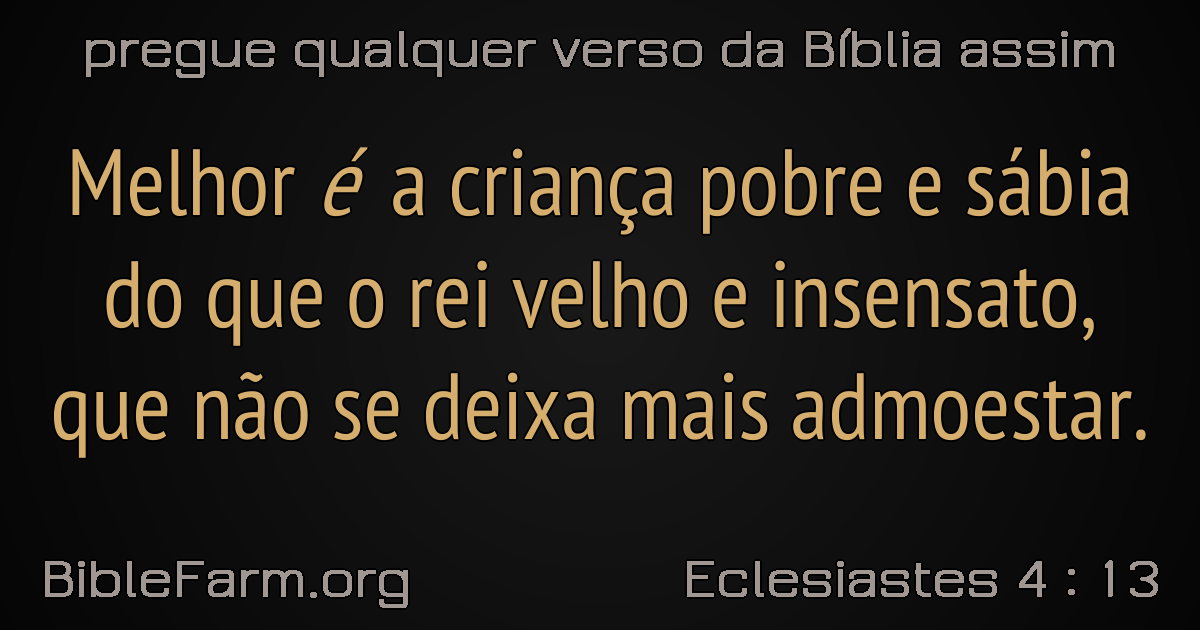 pregue qualquer verso da Bíblia assim
Melhor é a criança pobre e sábia
do que o rei velho e insensato,
que não se deixa mais admoestar.
BibleFarm.org
Eclesiastes 4 : 13